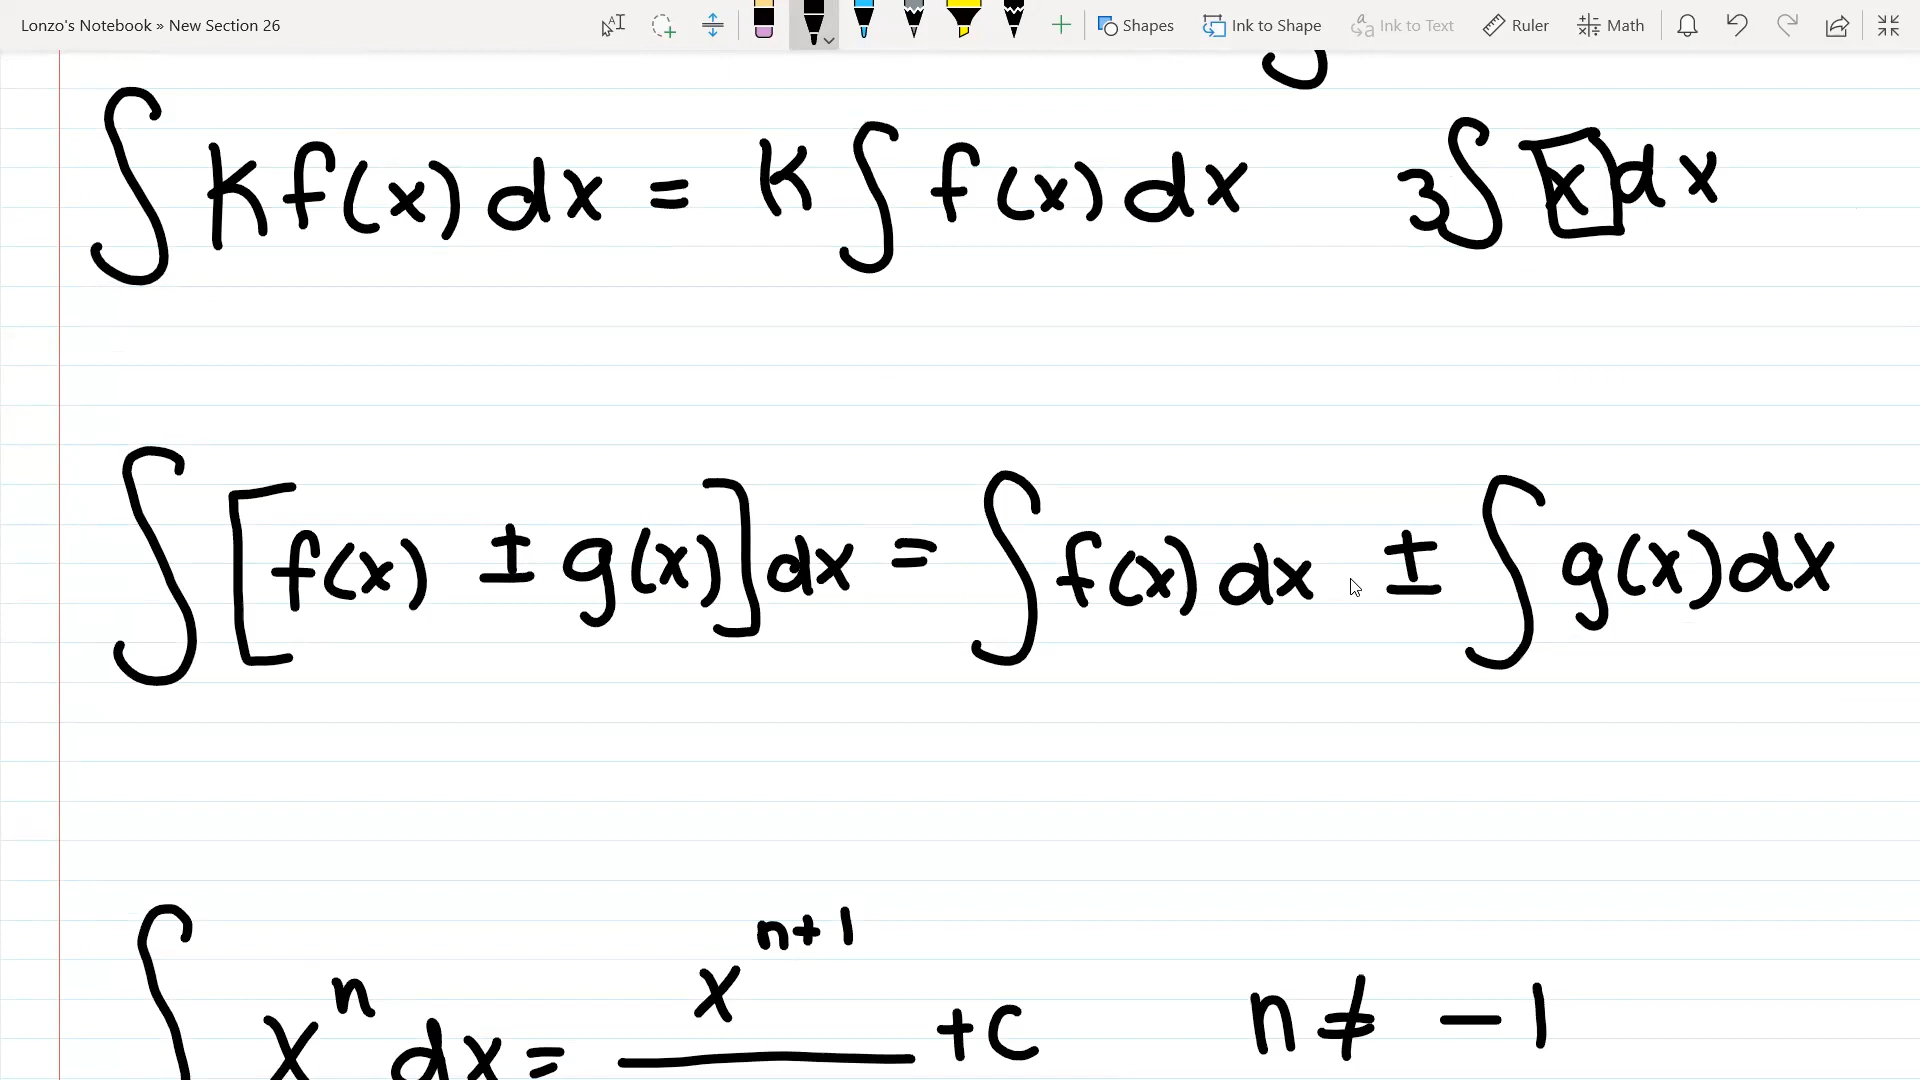 Lonzo's Notebook » New Section 26 Shapes Ink to Shape Ink to Text Ruler Math
∫ K f(x) dx = K ∫ f(x) dx 3 ∫ x dx
∫ [f(x) ± g(x)] dx = ∫ f(x) dx ± ∫ g(x) dx
n+1
∫ xⁿ dx = x + C n ≠ -1